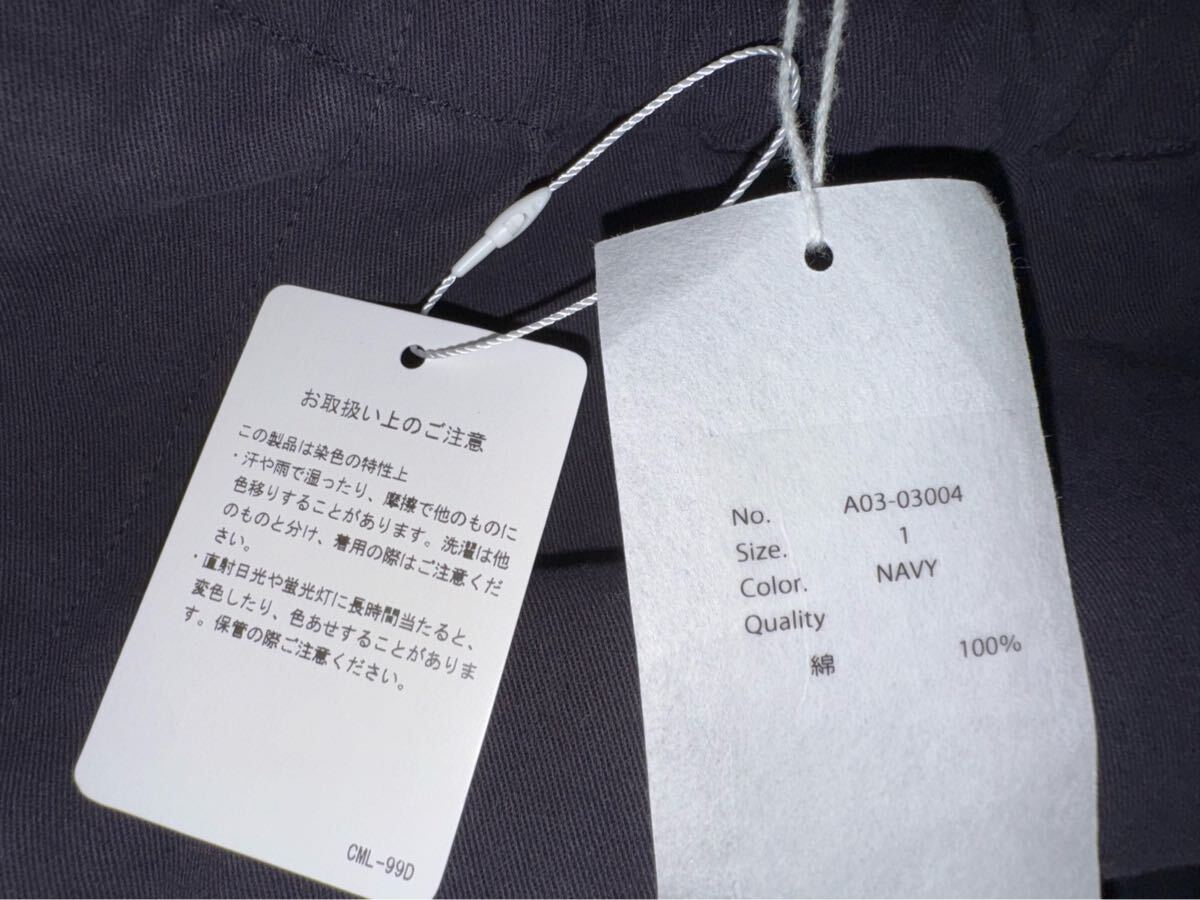 お取扱い上のご注意
この製品は染色の特性上
・汗や雨で湿ったり、摩擦で他のものに
色移りすることがあります。洗濯は他
のものと分け、着用の際はご注意くだ
さい。
・直射日光や蛍光灯に長時間当たると、
変色したり、色あせすることがありま
す。保管の際ご注意ください。
CML-99D
No. A03-03004
Size. 1
Color. NAVY
Quality
綿 100%